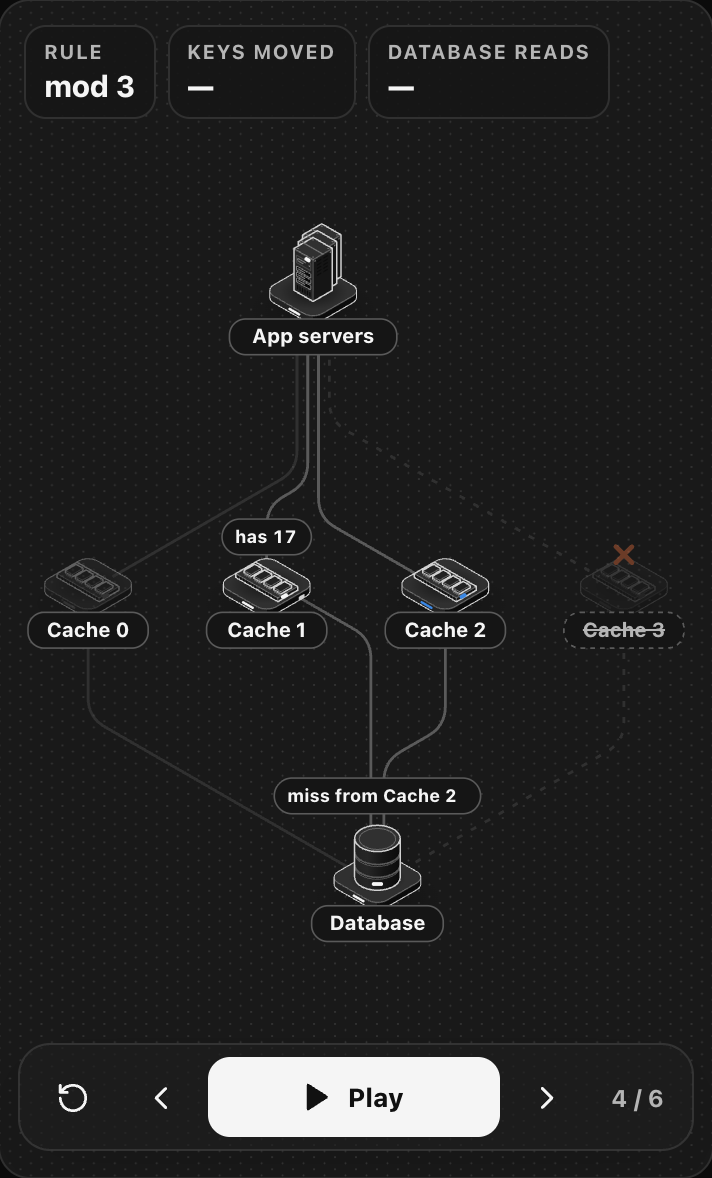 RULE
mod 3
KEYS MOVED
—
DATABASE READS
—
App servers
has 17
Cache 0
Cache 1
Cache 2
Cache 3
miss from Cache 2
Database
Play
4 / 6